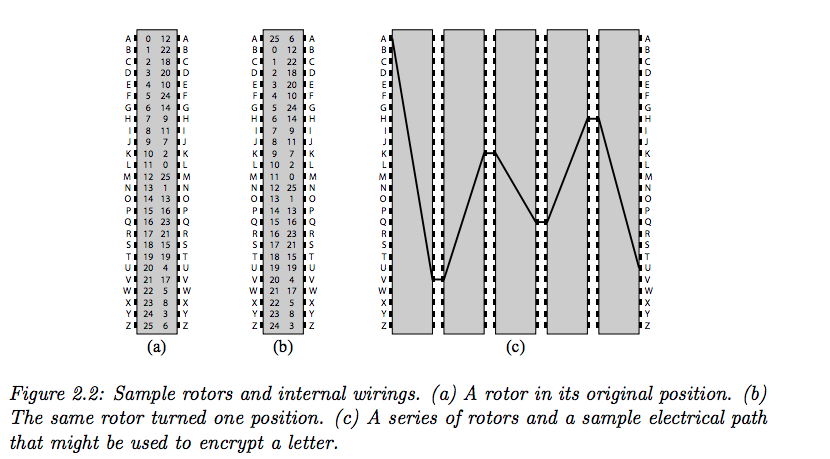 A 0 12 A
B 1 22 B
C 2 18 C
D 3 20 D
E 4 10 E
F 5 24 F
G 6 14 G
H 7 9 H
I 8 11 I
J 9 7 J
K 10 2 K
L 11 0 L
M 12 25 M
N 13 1 N
O 14 13 O
P 15 16 P
Q 16 23 Q
R 17 21 R
S 18 15 S
T 19 19 T
U 20 4 U
V 21 17 V
W 22 5 W
X 23 8 X
Y 24 3 Y
Z 25 6 Z
(a)
A 25 6 A
B 0 12 B
C 1 22 C
D 2 18 D
E 3 20 E
F 4 10 F
G 5 24 G
H 6 14 H
I 7 9 I
J 8 11 J
K 9 7 K
L 10 2 L
M 11 0 M
N 12 25 N
O 13 1 O
P 14 13 P
Q 15 16 Q
R 16 23 R
S 17 21 S
T 18 15 T
U 19 19 U
V 20 4 V
W 21 17 W
X 22 5 X
Y 23 8 Y
Z 24 3 Z
(b)
A A
B B
C C
D D
E E
F F
G G
H H
I I
J J
K K
L L
M M
N N
O O
P P
Q Q
R R
S S
T T
U U
V V
W W
X X
Y Y
Z Z
(c)
Figure 2.2: Sample rotors and internal wirings. (a) A rotor in its original position. (b)
The same rotor turned one position. (c) A series of rotors and a sample electrical path
that might be used to encrypt a letter.